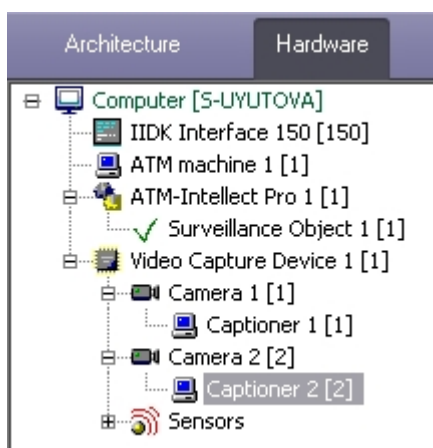 Architecture Hardware
Computer [S-UYUTOVA]
IIDK Interface 150 [150]
ATM machine 1 [1]
ATM-Intellect Pro 1 [1]
Surveillance Object 1 [1]
Video Capture Device 1 [1]
Camera 1 [1]
Captioner 1 [1]
Camera 2 [2]
Captioner 2 [2]
Sensors